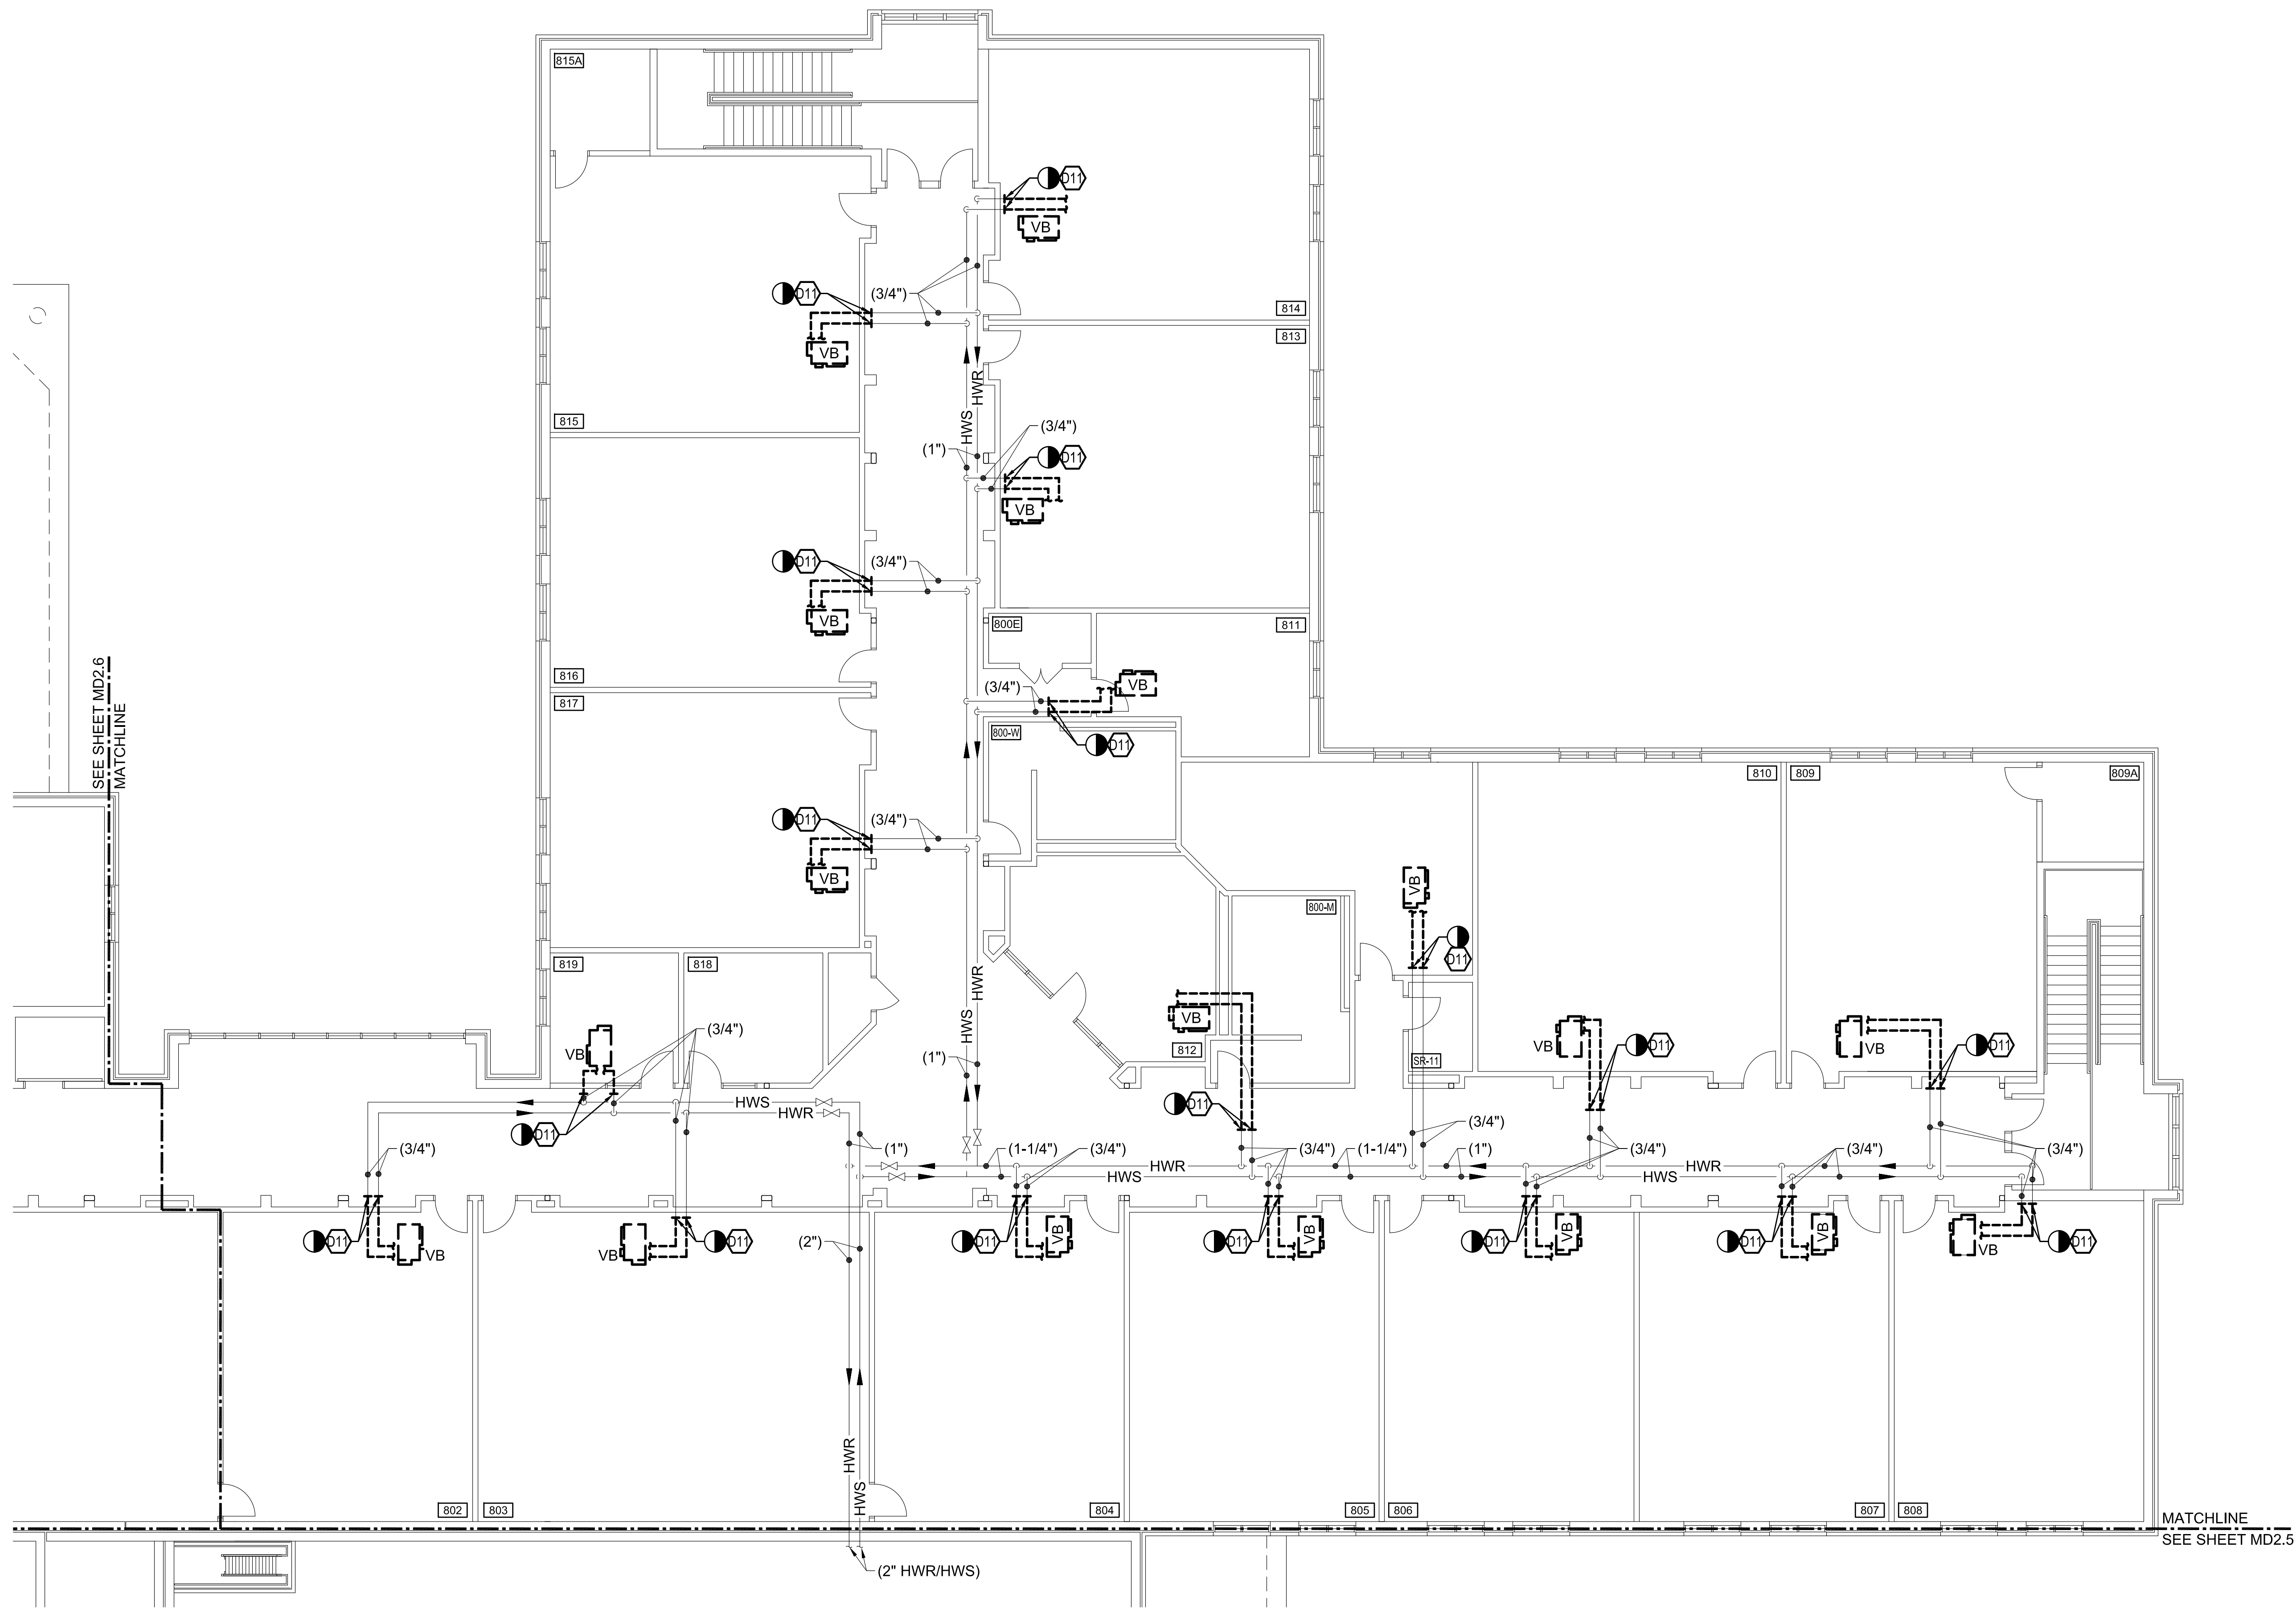 815A
D11
VB
D11
(3/4")
814
813
VB
HWR
HWS
815
(3/4")
(1")
D11
VB
D11
(3/4")
VB
800E
811
816
817
VB
(3/4")
SEE SHEET MD2.6
MATCHLINE
800-W
D11
810
809
809A
D11
(3/4")
VB
VB
800-M
D11
819
818
HWR
HWS
VB
(3/4")
VB
812
(1")
SR-11
VB
D11
VB
D11
HWS
HWR
D11
D11
(3/4")
(1")
(1-1/4")
(3/4")
(3/4")
(1-1/4")
(3/4")
(1")
(3/4")
(3/4")
(3/4")
HWR
HWS
HWR
HWS
D11
VB
VB
D11
(2")
D11
VB
D11
VB
D11
VB
D11
VB
VB
D11
HWR
HWS
802
803
804
805
806
807
808
MATCHLINE
SEE SHEET MD2.5
(2" HWR/HWS)